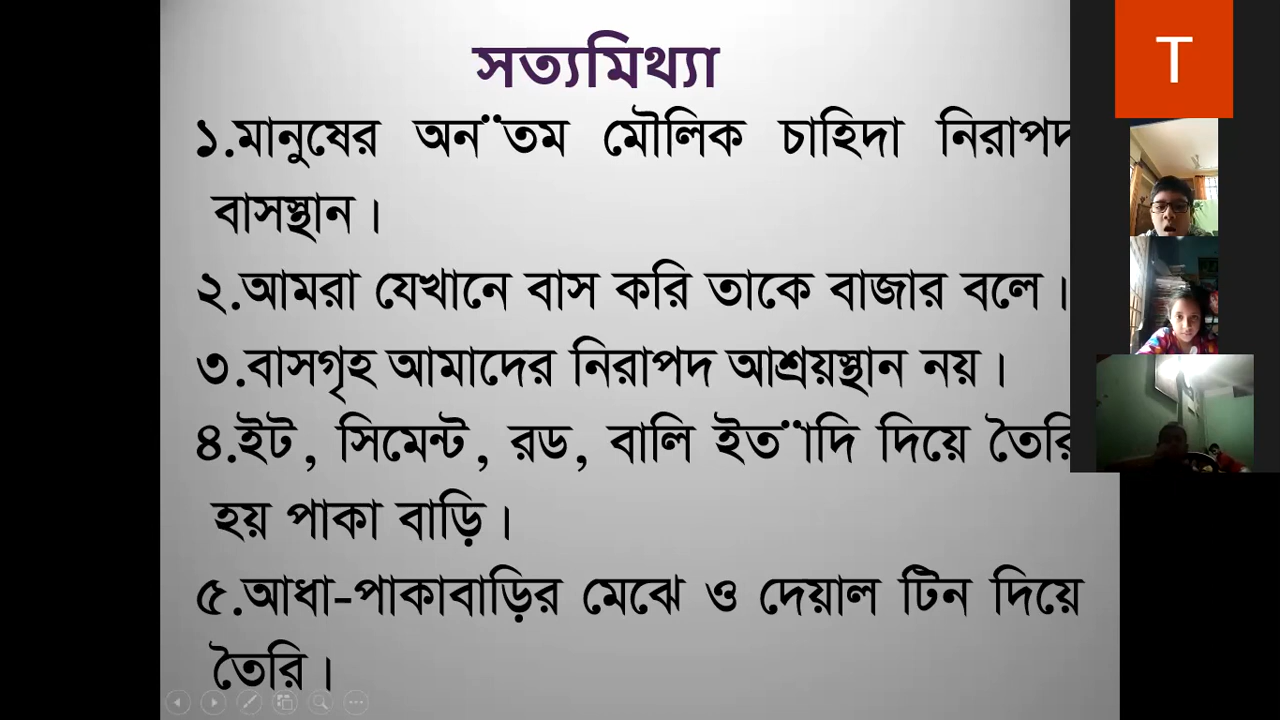 সত্যমিথ্যা
১.মানুষের অন¨তম মৌলিক চাহিদা নিরাপদ
বাসস্থান।
২.আমরা যেখানে বাস করি তাকে বাজার বলে।
৩.বাসগৃহ আমাদের নিরাপদ আশ্রয়স্থান নয়।
৪.ইট, সিমেন্ট, রড, বালি ইত¨াদি দিয়ে তৈরি
হয় পাকা বাড়ি।
৫.আধা-পাকাবাড়ির মেঝে ও দেয়াল টিন দিয়ে
তৈরি।
T